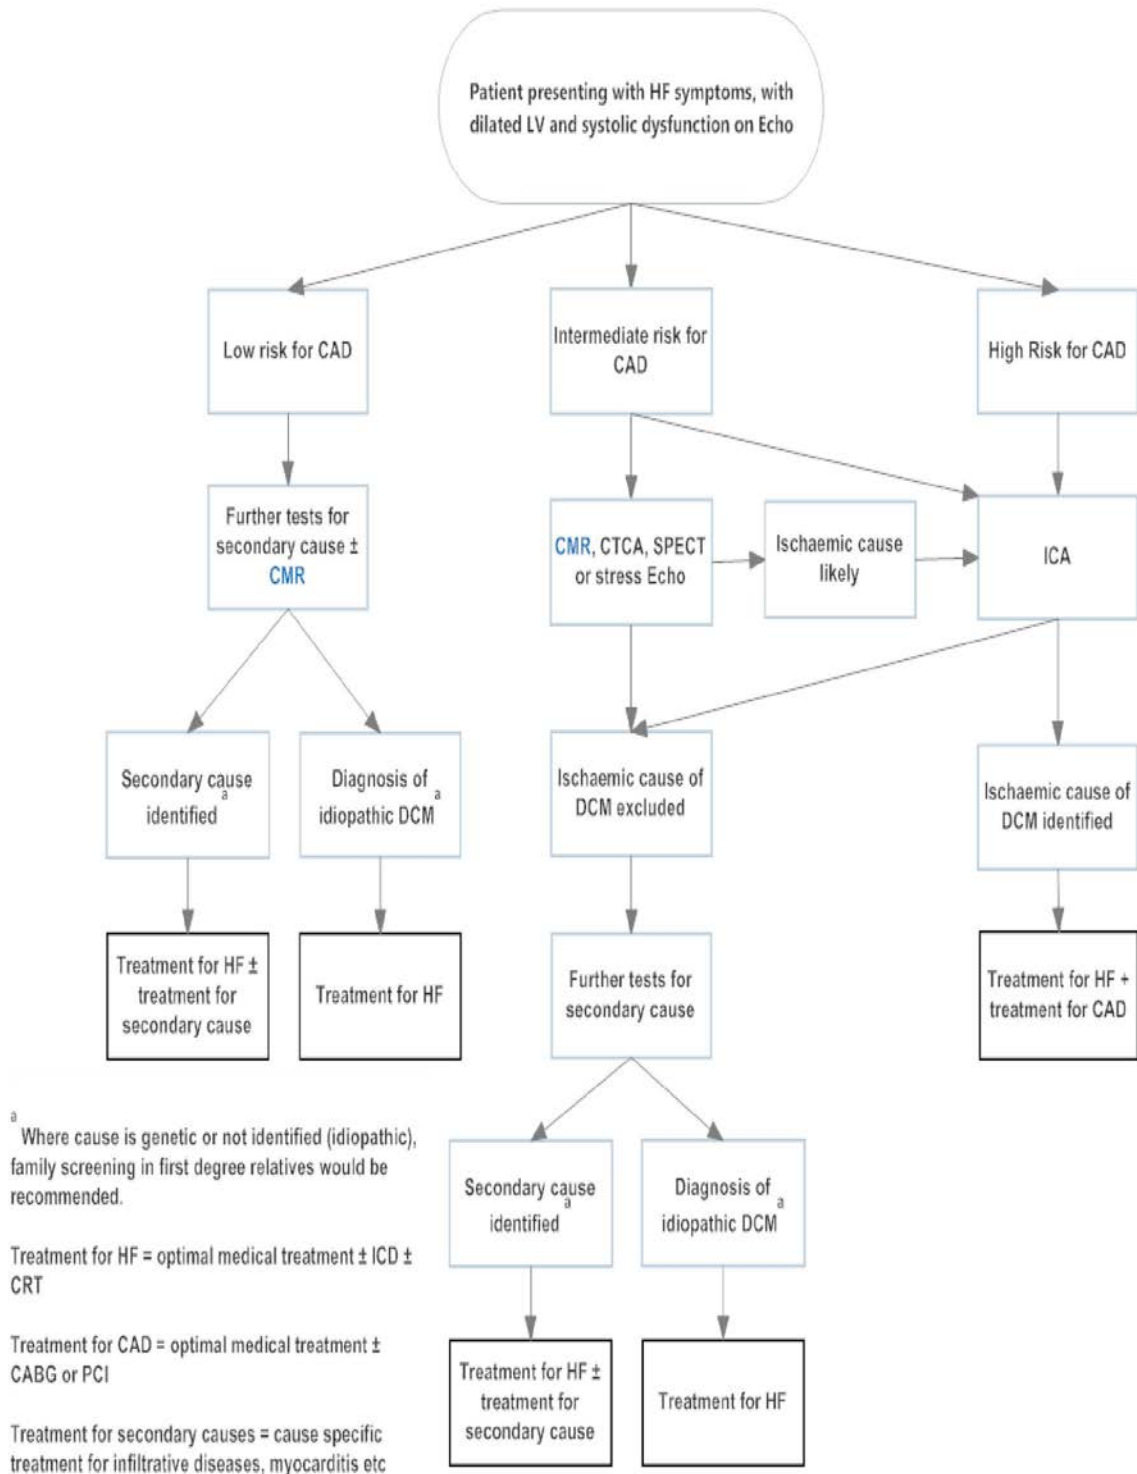 Patient presenting with HF symptoms, with
dilated LV and systolic dysfunction on Echo
Low risk for CAD
Intermediate risk for
CAD
High Risk for CAD
Further tests for
secondary cause ±
CMR
CMR, CTCA, SPECT
or stress Echo
Ischaemic cause
likely
ICA
Secondary cause
identified a
Diagnosis of
idiopathic DCM a
Ischaemic cause of
DCM excluded
Ischaemic cause of
DCM identified
Treatment for HF ±
treatment for
secondary cause
Treatment for HF
Further tests for
secondary cause
Treatment for HF +
treatment for CAD
Secondary cause
identified a
Diagnosis of
idiopathic DCM a
Treatment for HF ±
treatment for
secondary cause
Treatment for HF
a Where cause is genetic or not identified (idiopathic),
family screening in first degree relatives would be
recommended.
Treatment for HF = optimal medical treatment ± ICD ±
CRT
Treatment for CAD = optimal medical treatment ±
CABG or PCI
Treatment for secondary causes = cause specific
treatment for infiltrative diseases, myocarditis etc